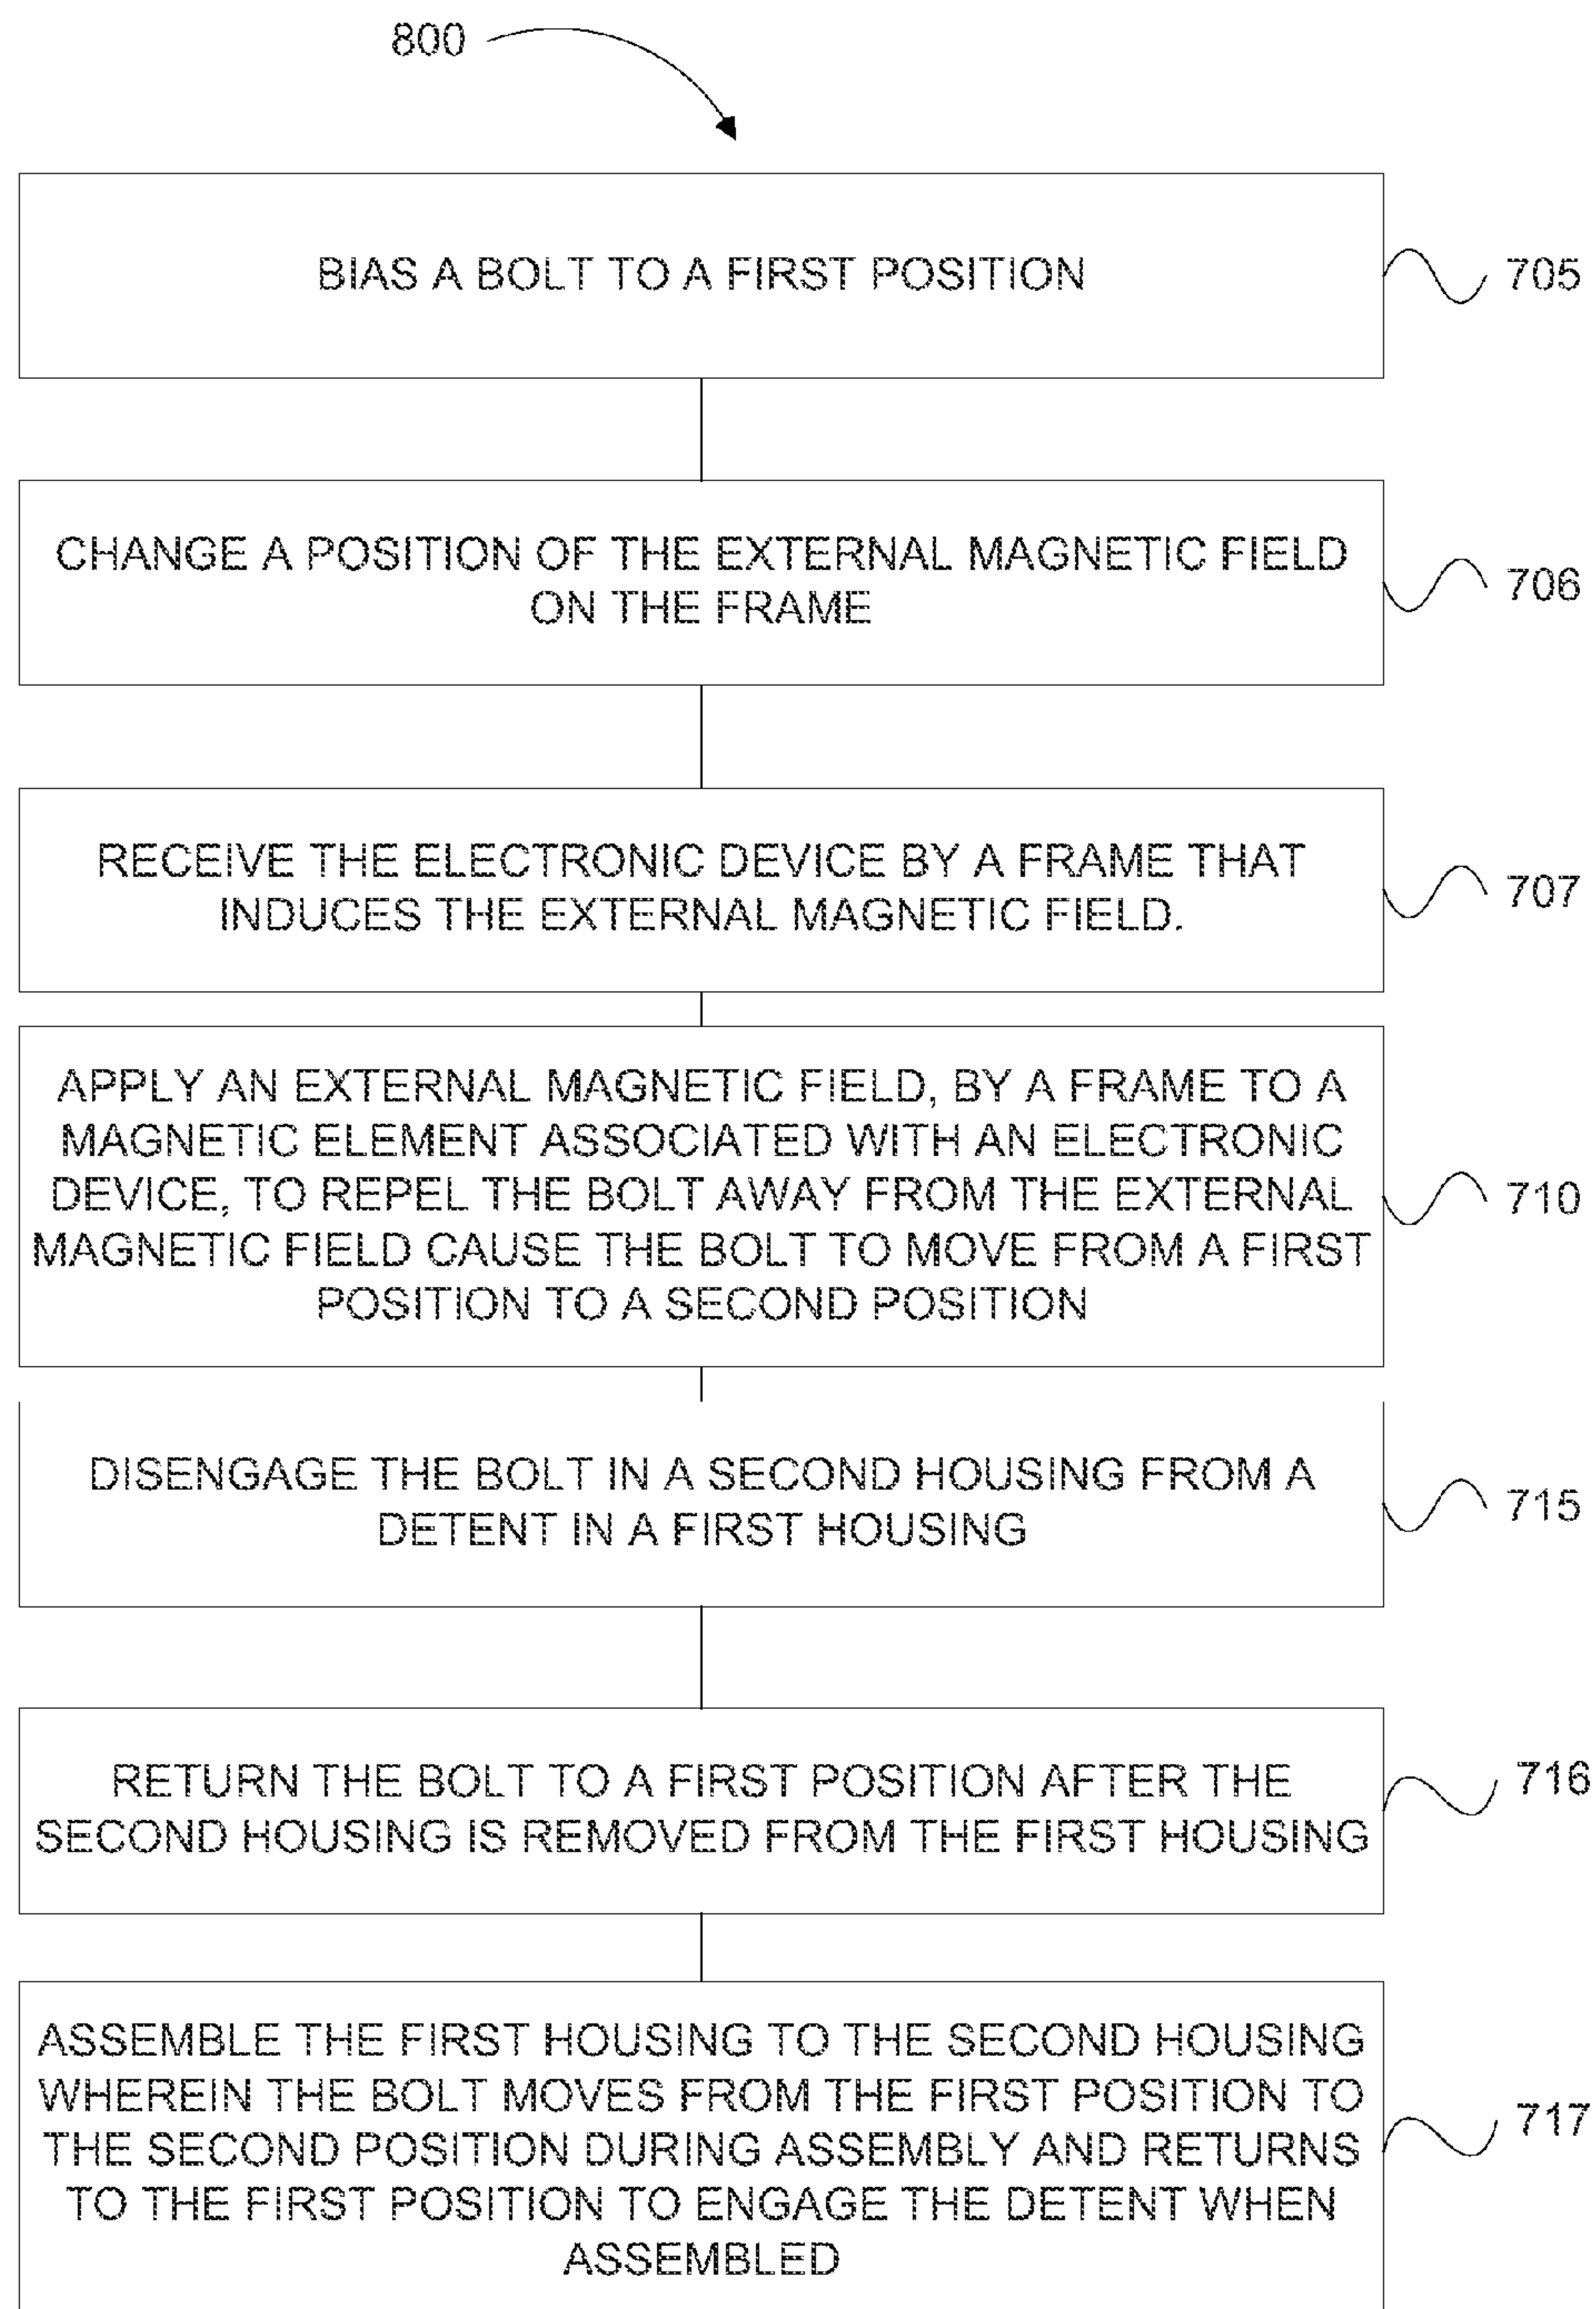 800
BIAS A BOLT TO A FIRST POSITION
705
CHANGE A POSITION OF THE EXTERNAL MAGNETIC FIELD
ON THE FRAME
706
RECEIVE THE ELECTRONIC DEVICE BY A FRAME THAT
INDUCES THE EXTERNAL MAGNETIC FIELD.
707
APPLY AN EXTERNAL MAGNETIC FIELD, BY A FRAME TO A
MAGNETIC ELEMENT ASSOCIATED WITH AN ELECTRONIC
DEVICE, TO REPEL THE BOLT AWAY FROM THE EXTERNAL
MAGNETIC FIELD CAUSE THE BOLT TO MOVE FROM A FIRST
POSITION TO A SECOND POSITION
710
DISENGAGE THE BOLT IN A SECOND HOUSING FROM A
DETENT IN A FIRST HOUSING
715
RETURN THE BOLT TO A FIRST POSITION AFTER THE
SECOND HOUSING IS REMOVED FROM THE FIRST HOUSING
716
ASSEMBLE THE FIRST HOUSING TO THE SECOND HOUSING
WHEREIN THE BOLT MOVES FROM THE FIRST POSITION TO
THE SECOND POSITION DURING ASSEMBLY AND RETURNS
TO THE FIRST POSITION TO ENGAGE THE DETENT WHEN
ASSEMBLED
717